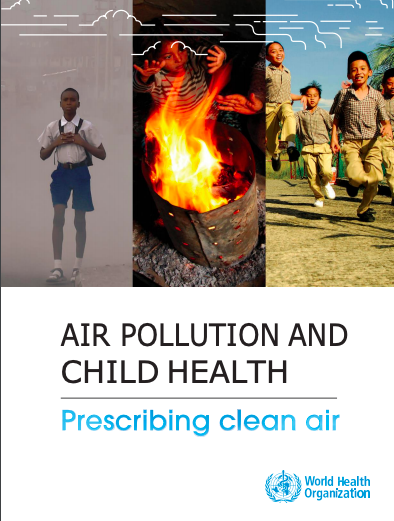 AIR POLLUTION AND
CHILD HEALTH
Prescribing clean air
World Health
Organization